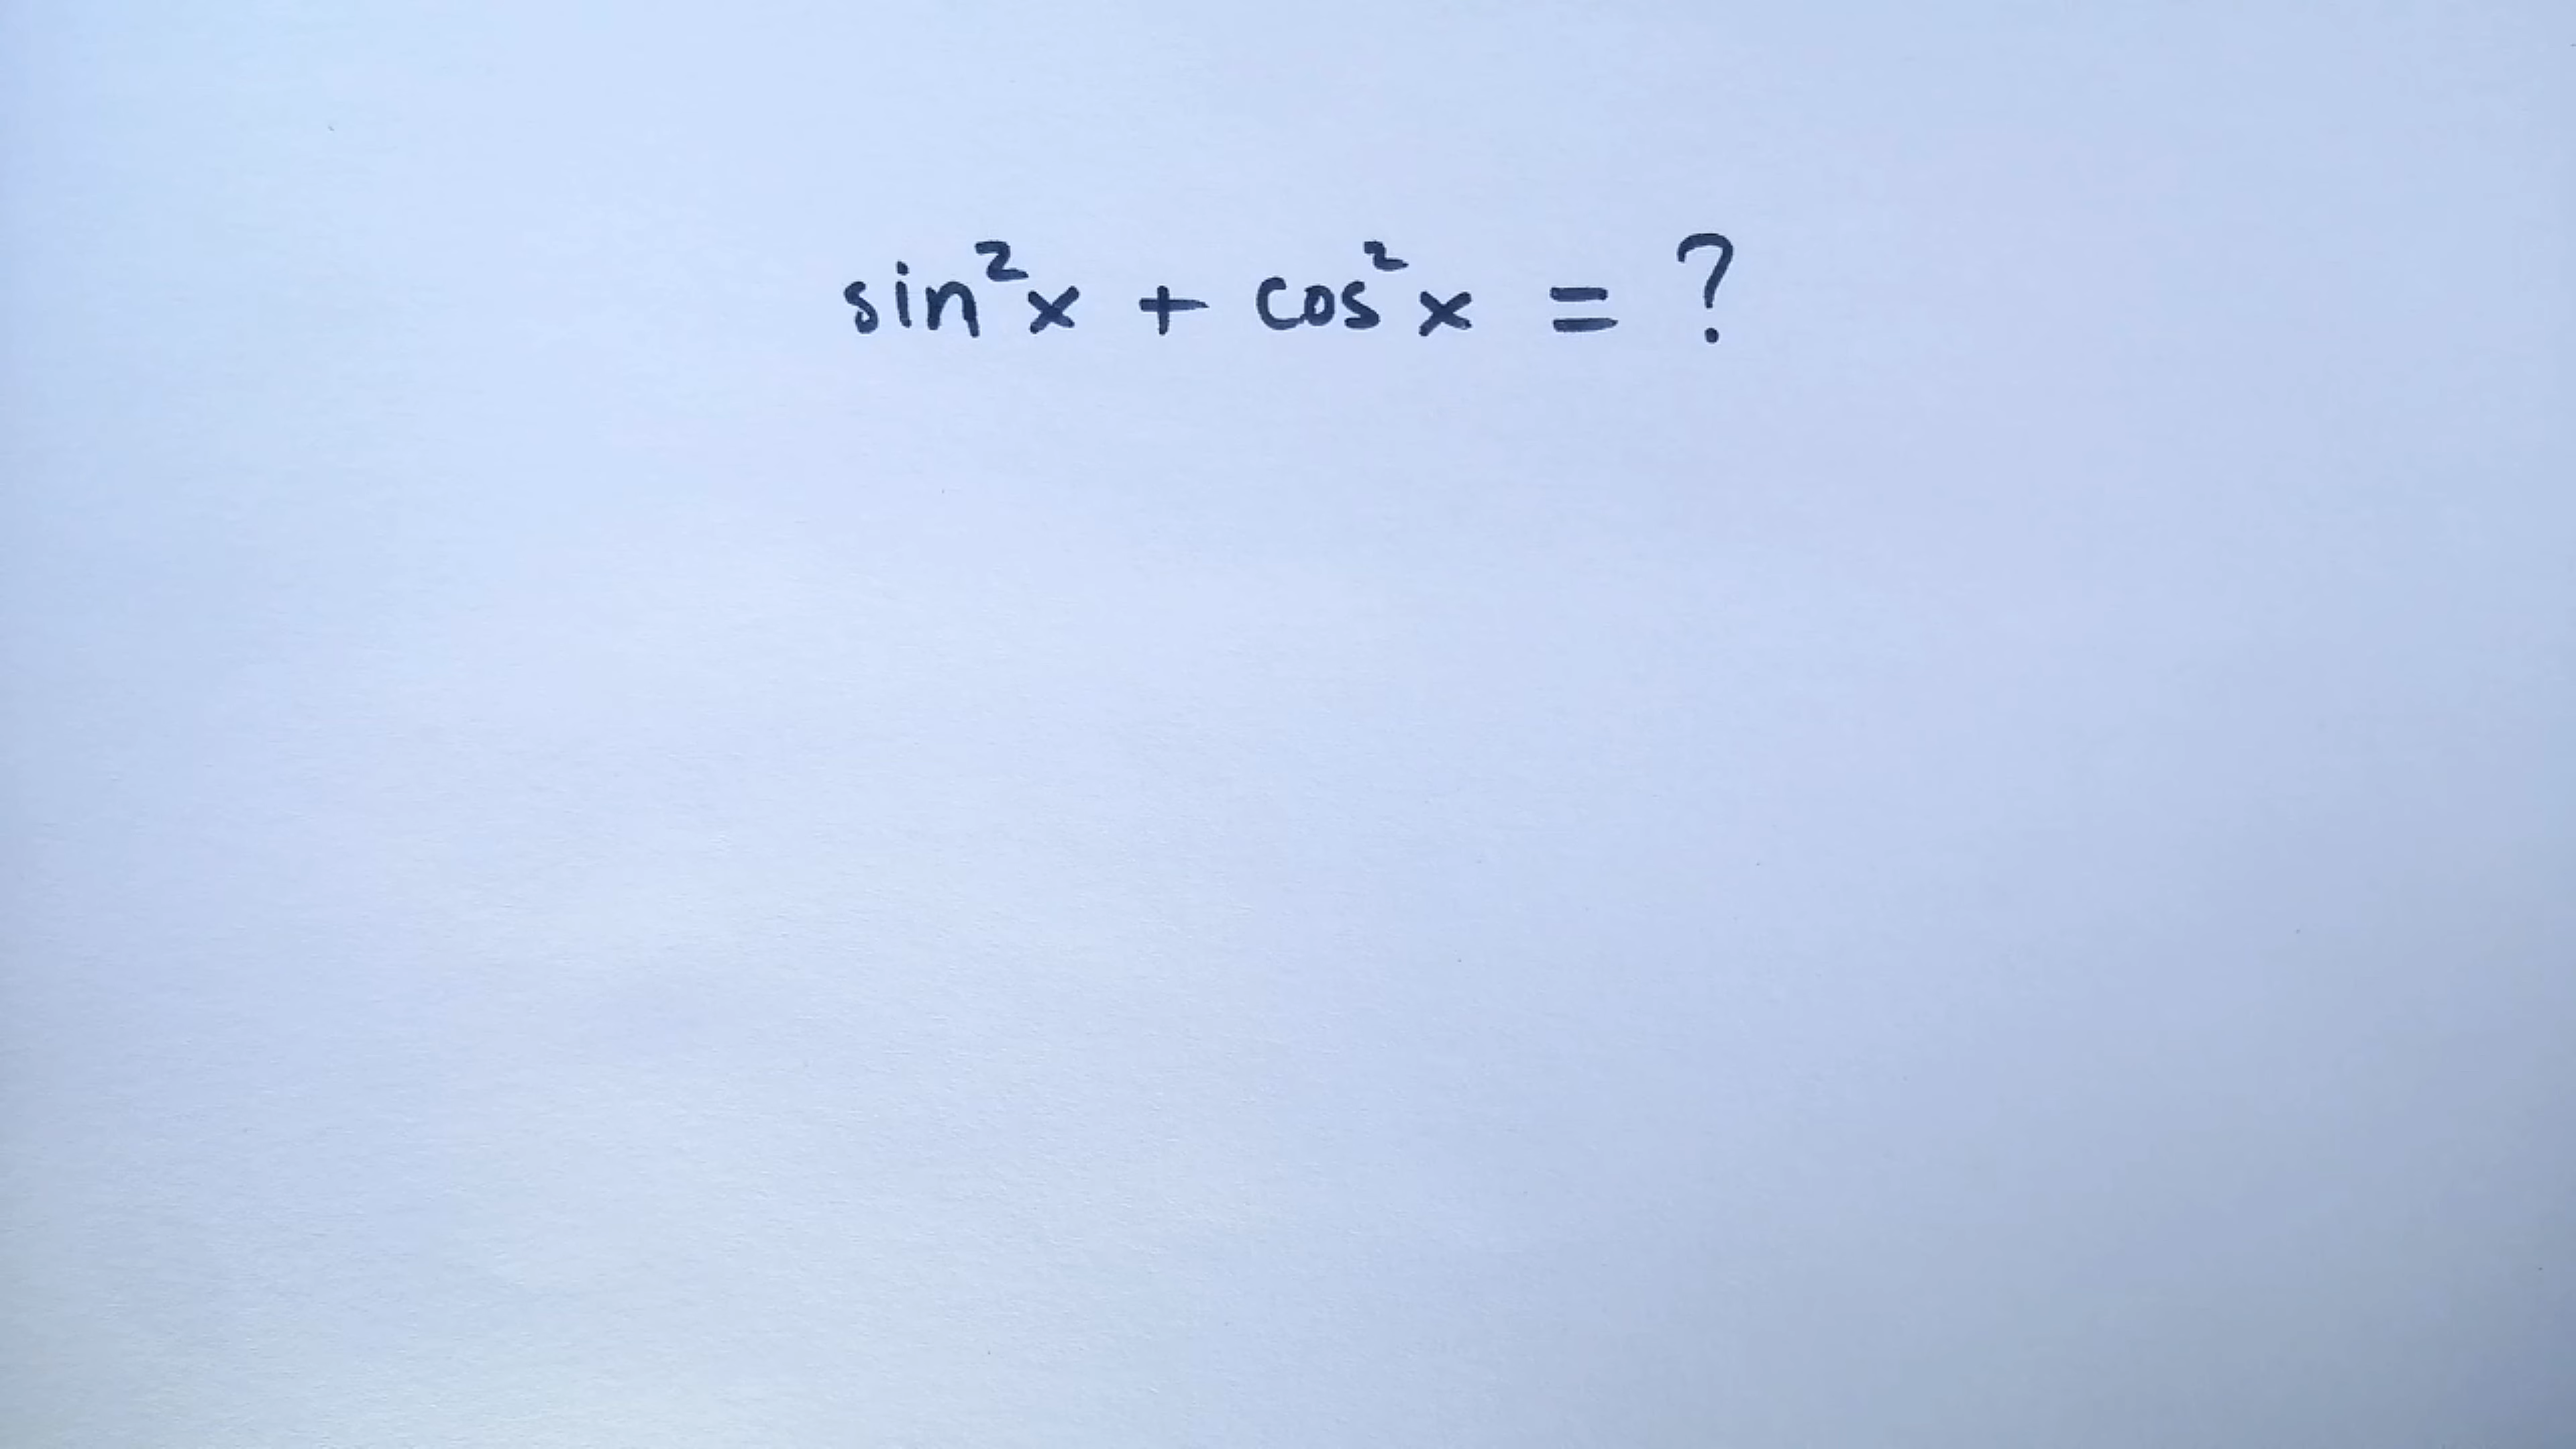 sin²x + cos²x = ?